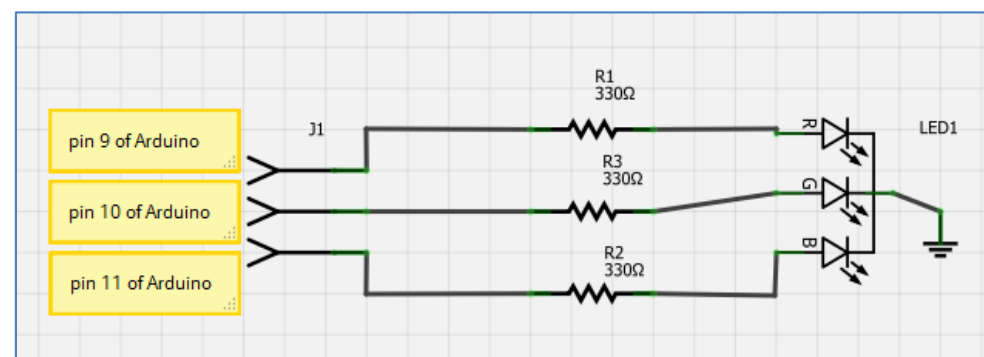 R1
330Ω
pin 9 of Arduino
J1
R
LED1
R3
330Ω
pin 10 of Arduino
G
B
R2
330Ω
pin 11 of Arduino